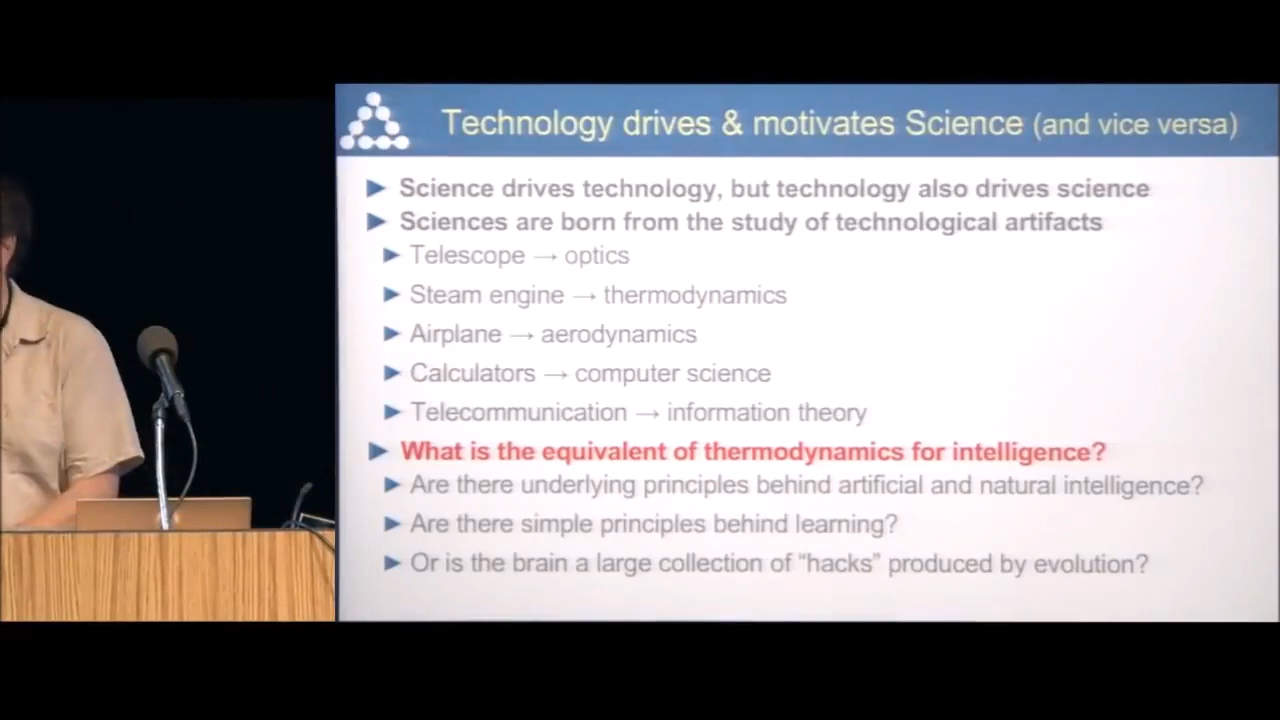 Technology drives & motivates Science (and vice versa)
Science drives technology, but technology also drives science
Sciences are born from the study of technological artifacts
Telescope → optics
Steam engine → thermodynamics
Airplane → aerodynamics
Calculators → computer science
Telecommunication → information theory
What is the equivalent of thermodynamics for intelligence?
Are there underlying principles behind artificial and natural intelligence?
Are there simple principles behind learning?
Or is the brain a large collection of “hacks” produced by evolution?